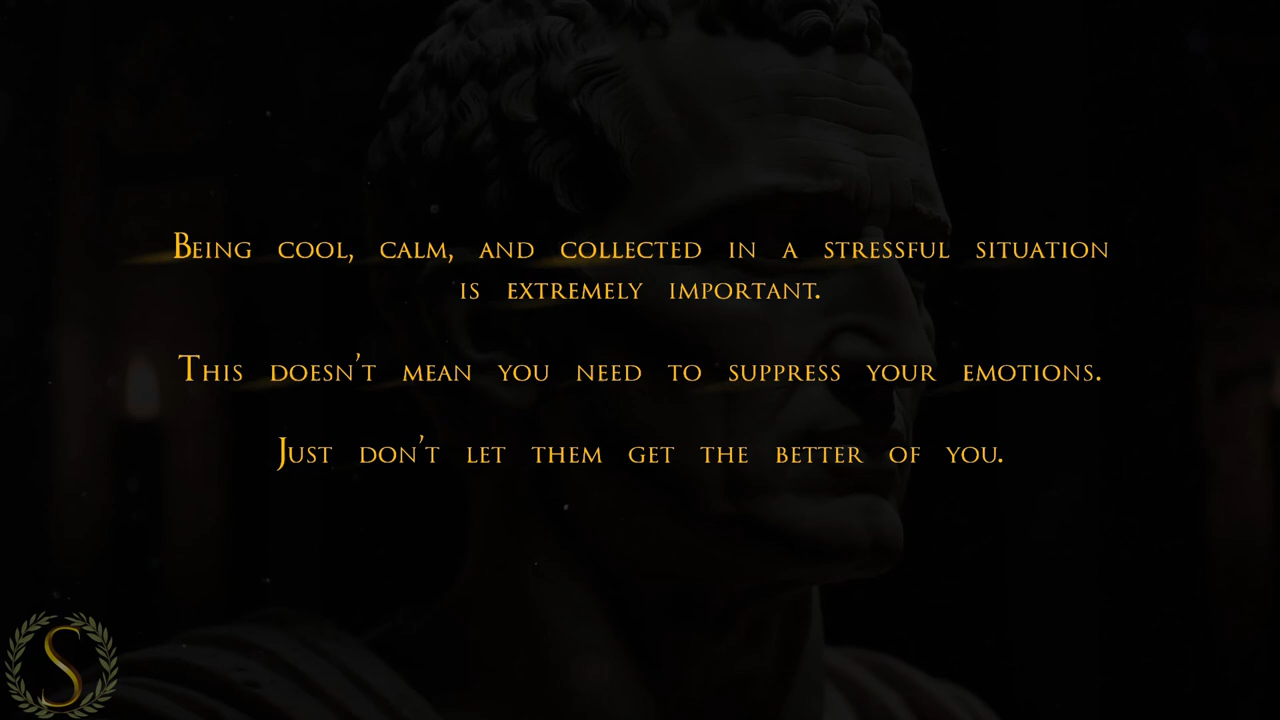 Being cool, calm, and collected in a stressful situation
is extremely important.
This doesn't mean you need to suppress your emotions.
Just don't let them get the better of you.
S